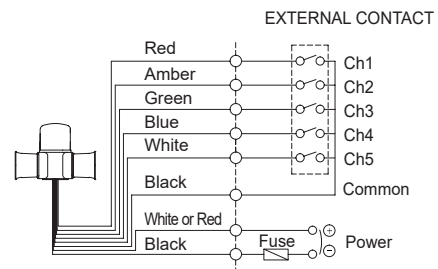 EXTERNAL CONTACT
Red
Ch1
Amber
Ch2
Green
Ch3
Blue
Ch4
White
Ch5
Black
Common
White or Red
⊕
Power
Black
Fuse
⊖